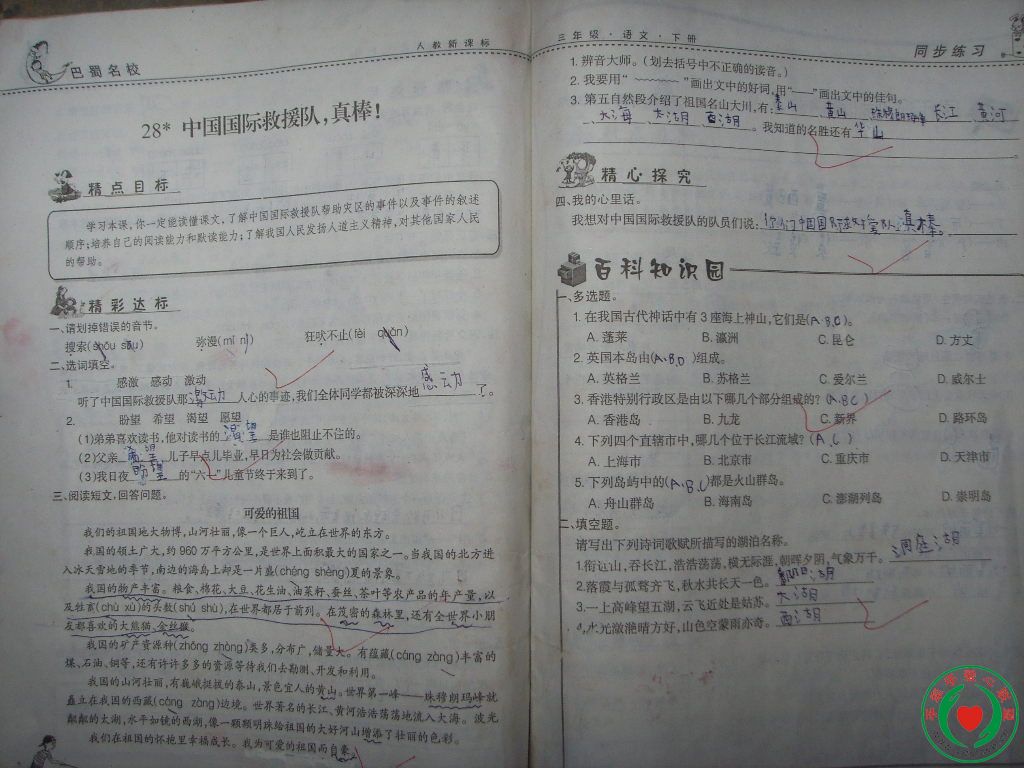 巴蜀名校
人教新课标
28* 中国国际救援队,真棒!
精点目标
学习本课,你一定能读懂课文,了解中国国际救援队帮助灾区的事件以及事件的叙述
顺序;培养自己的阅读能力和默读能力;了解我国人民发扬人道主义精神,对其他国家人民
的帮助。
精彩达标
一、请划掉错误的音节。
搜索(shōu sōu) 弥漫(mī mí) 狂吠不止(fèi quǎn)
二、选词填空。
1. 感激 感动 激动
听了中国国际救援队那激动人心的事迹,我们全体同学都被深深地感动了。
2. 盼望 希望 渴望 愿望
(1)弟弟喜欢读书,他对读书的渴望是谁也阻止不住的。
(2)父亲希望儿子早点儿毕业,早日为社会做贡献。
(3)我日夜盼望的“六一”儿童节终于来到了。
三、阅读短文,回答问题。
可爱的祖国
我们的祖国地大物博,山河壮丽,像一个巨人,屹立在世界的东方。
我国的领土广大,约960万平方公里,是世界上面积最大的国家之一。当我国的北方进
入冰天雪地的季节,南边的海岛上却是一片盛(chéng shèng)夏的景象。
我国的物产丰富。粮食、棉花、大豆、花生油、油菜籽、蚕丝、茶叶等农产品的年产量,以
及牲畜(chù xù)的头数(shú shù),在世界都居于前列。在茂密的森林里,还有全世界小朋
友都喜欢的大熊猫、金丝猴。
我国的矿产资源种(zhǒng zhòng)类多,分布广,储量大。有蕴藏(cáng zàng)丰富的
煤、石油、铜等,还有许许多多的资源等待我们去勘测、开发和利用。
我国的山河壮丽,有巍峨挺拔的泰山,景色宜人的黄山。世界第一峰——珠穆朗玛峰就
矗立在我国的西藏(cáng zàng)边境。世界著名的长江、黄河浩浩荡荡地流入大海。波光
粼粼的太湖,水平如镜的西湖,像一颗颗明珠给祖国的大好河山增添了壮丽的色彩。
我们在祖国的怀抱里幸福成长。我为可爱的祖国而自豪。
三年级·语文·下册
同步练习
1. 辨音大师。(划去括号中不正确的读音。)
2. 我要用“﹏﹏”画出文中的好词,用“——”画出文中的佳句。
3. 第五自然段介绍了祖国名山大川,有:泰山、黄山、珠穆朗玛峰、长江、黄河
、太湖、西湖。我知道的名胜还有华山
精心探究
四、我的心里话。
我想对中国国际救援队的队员们说:你们中国国际救援队真棒。
百科知识园
一、多选题。
1. 在我国古代神话中有3座海上神山,它们是(A·B·C)。
A. 蓬莱 B. 瀛洲 C. 昆仑 D. 方丈
2. 英国本岛由(A·B·D)组成。
A. 英格兰 B. 苏格兰 C. 爱尔兰 D. 威尔士
3. 香港特别行政区是由以下哪几个部分组成的?(A.B.C)
A. 香港岛 B. 九龙 C. 新界 D. 路环岛
4. 下列四个直辖市中,哪几个位于长江流域?(A.C)
A. 上海市 B. 北京市 C. 重庆市 D. 天津市
5. 下列岛屿中的(A·B.C)都是火山群岛。
A. 舟山群岛 B. 海南岛 C. 澎湖列岛 D. 崇明岛
二、填空题。
请写出下列诗词歌赋所描写的湖泊名称。
1. 衔远山,吞长江,浩浩荡荡,横无际涯,朝晖夕阴,气象万千。洞庭湖
2. 落霞与孤鹜齐飞,秋水共长天一色。鄱阳湖
3. 一上高峰望五湖,云飞近处是姑苏。太湖
4. 水光潋滟晴方好,山色空蒙雨亦奇。西湖